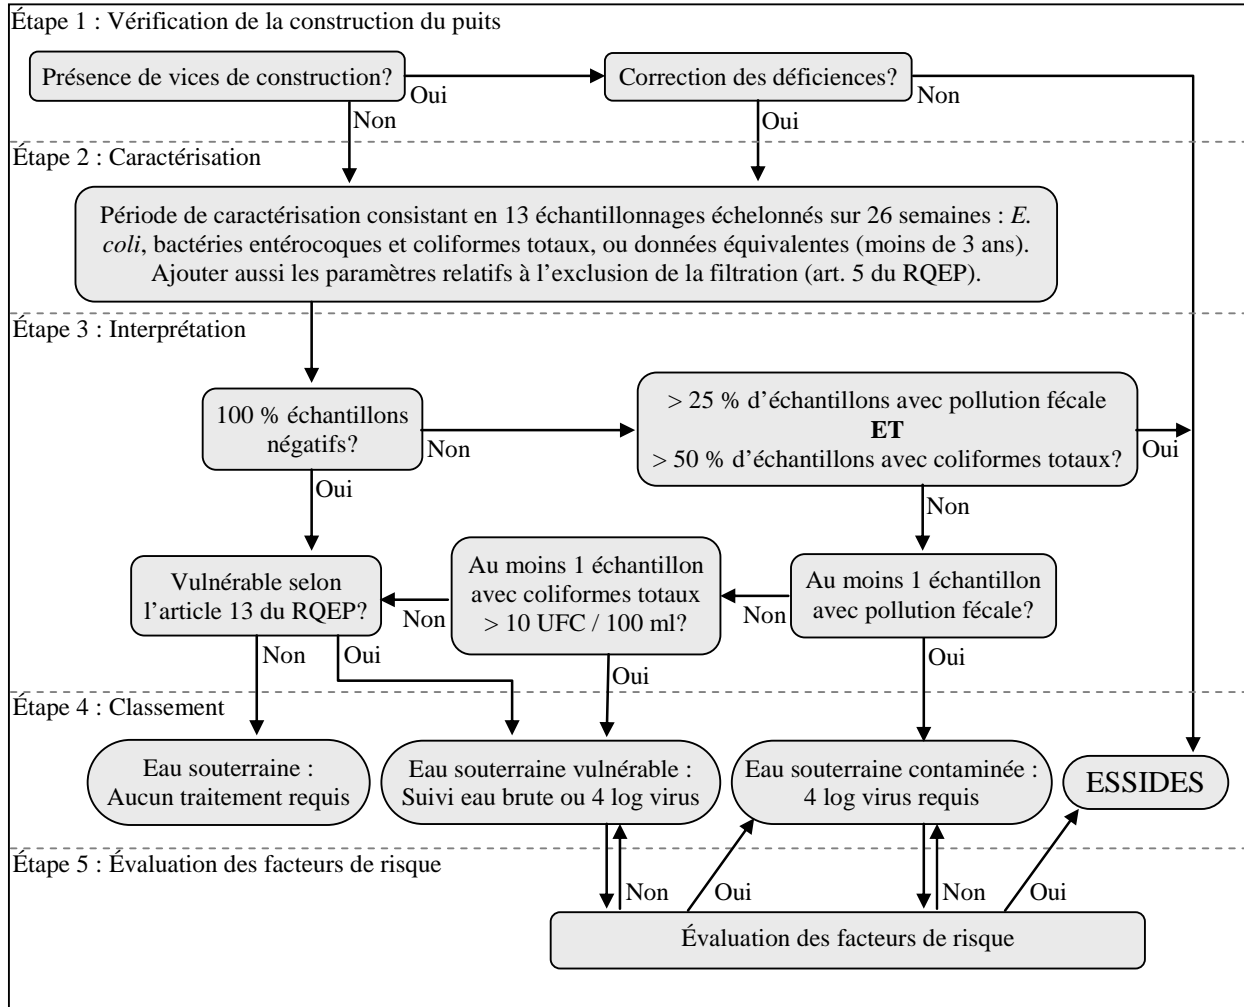 Étape 1 : Vérification de la construction du puits
Présence de vices de construction?
Correction des déficiences?
Oui
Non
Non
Oui
Étape 2 : Caractérisation
Période de caractérisation consistant en 13 échantillonnages échelonnés sur 26 semaines : E.
coli, bactéries entérocoques et coliformes totaux, ou données équivalentes (moins de 3 ans).
Ajouter aussi les paramètres relatifs à l’exclusion de la filtration (art. 5 du RQEP).
Étape 3 : Interprétation
100 % échantillons
négatifs?
Non
> 25 % d’échantillons avec pollution fécale
ET
> 50 % d’échantillons avec coliformes totaux?
Oui
Oui
Non
Vulnérable selon
l’article 13 du RQEP?
Non
Au moins 1 échantillon
avec coliformes totaux
> 10 UFC / 100 ml?
Non
Au moins 1 échantillon
avec pollution fécale?
Non
Oui
Oui
Oui
Étape 4 : Classement
Eau souterraine :
Aucun traitement requis
Eau souterraine vulnérable :
Suivi eau brute ou 4 log virus
Eau souterraine contaminée :
4 log virus requis
ESSIDES
Étape 5 : Évaluation des facteurs de risque
Non
Oui
Non
Oui
Évaluation des facteurs de risque